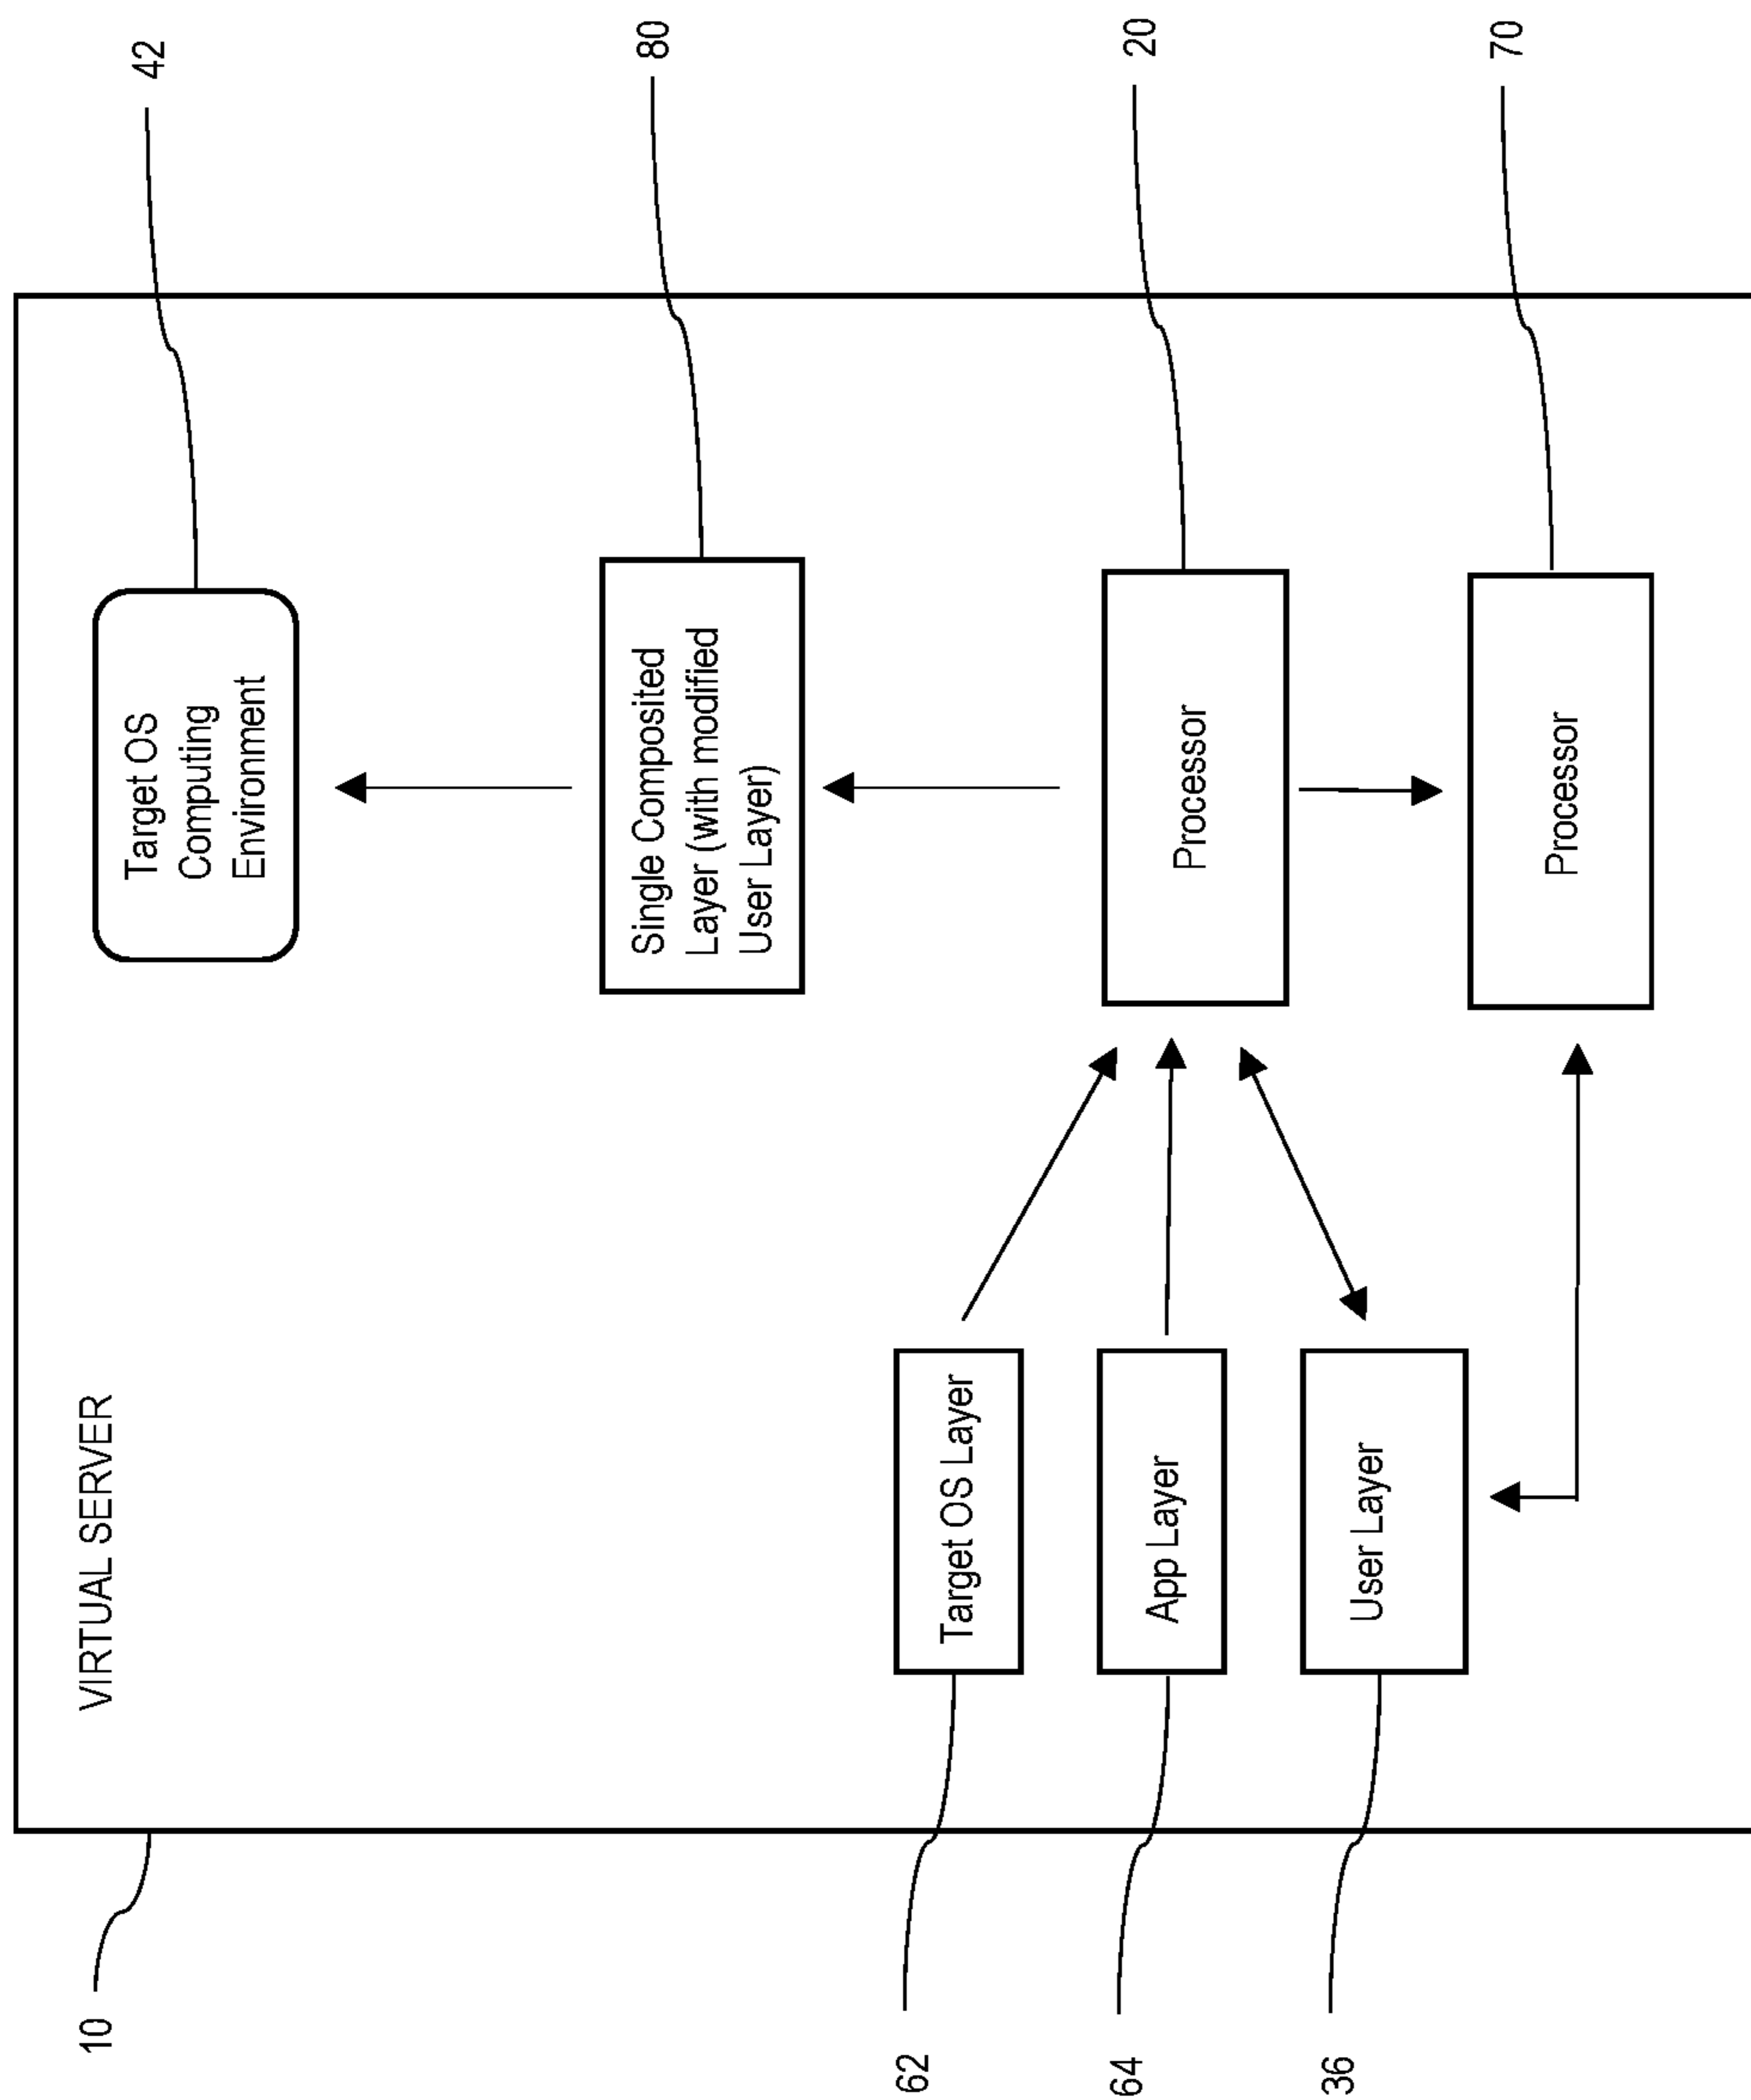 10
VIRTUAL SERVER
Target OS
Computing
Environment
42
Single Composited
Layer (with modified
User Layer)
80
62
Target OS Layer
64
App Layer
Processor
20
36
User Layer
Processor
70